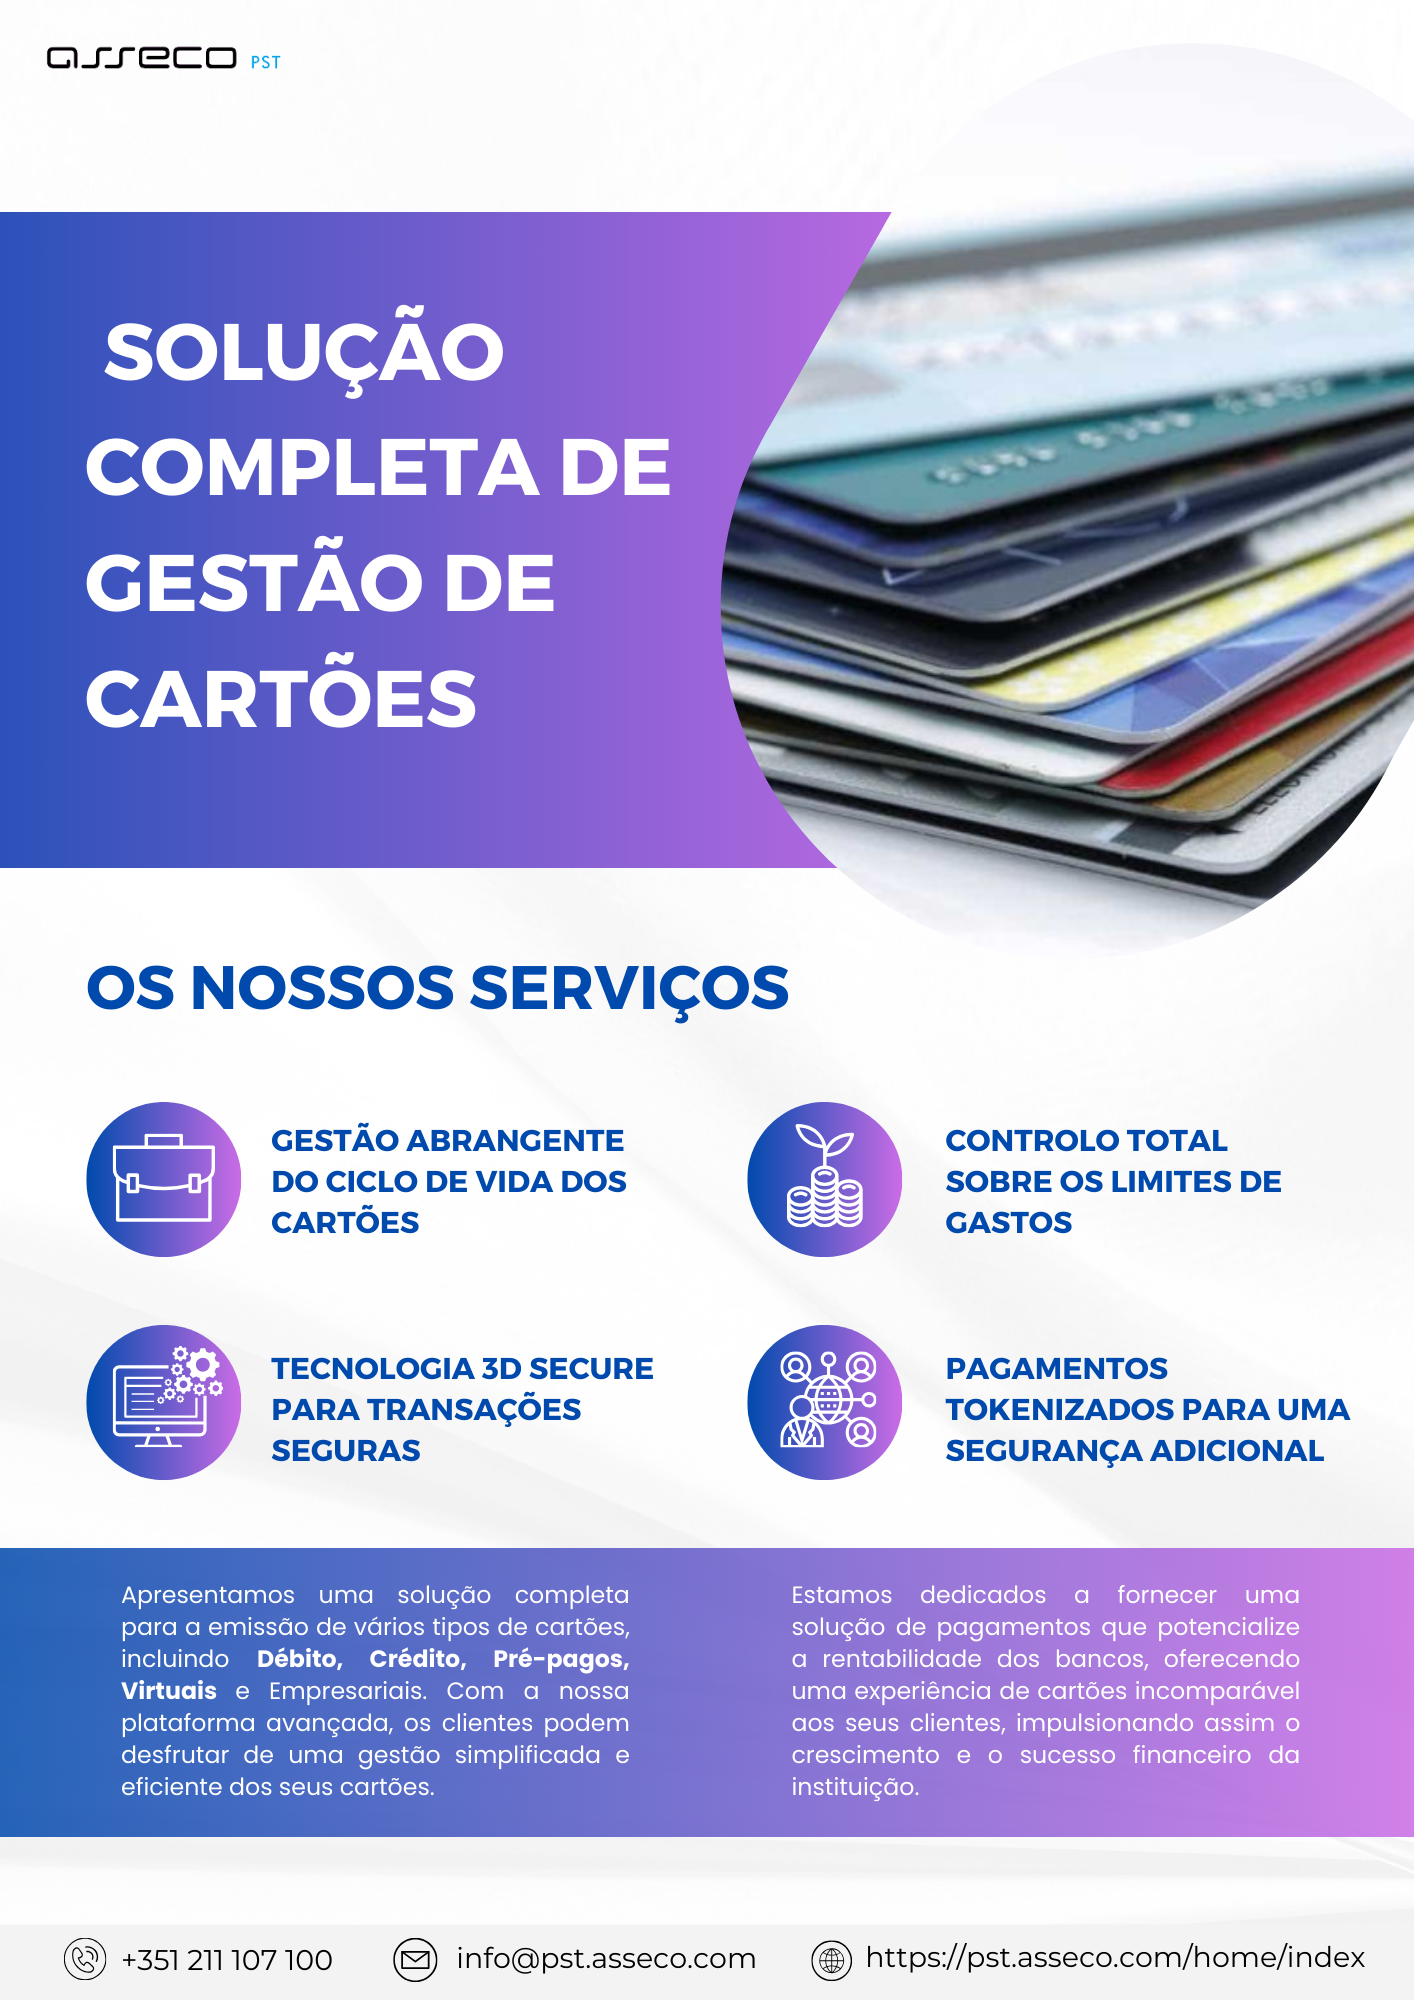 asseco PST
SOLUÇÃO
COMPLETA DE
GESTÃO DE
CARTÕES
OS NOSSOS SERVIÇOS
GESTÃO ABRANGENTE
DO CICLO DE VIDA DOS
CARTÕES
CONTROLO TOTAL
SOBRE OS LIMITES DE
GASTOS
TECNOLOGIA 3D SECURE
PARA TRANSAÇÕES
SEGURAS
PAGAMENTOS
TOKENIZADOS PARA UMA
SEGURANÇA ADICIONAL
Apresentamos uma solução completa
para a emissão de vários tipos de cartões,
incluindo Débito, Crédito, Pré-pagos,
Virtuais e Empresariais. Com a nossa
plataforma avançada, os clientes podem
desfrutar de uma gestão simplificada e
eficiente dos seus cartões.
Estamos dedicados a fornecer uma
solução de pagamentos que potencialize
a rentabilidade dos bancos, oferecendo
uma experiência de cartões incomparável
aos seus clientes, impulsionando assim o
crescimento e o sucesso financeiro da
instituição.
+351 211 107 100
info@pst.asseco.com
https://pst.asseco.com/home/index